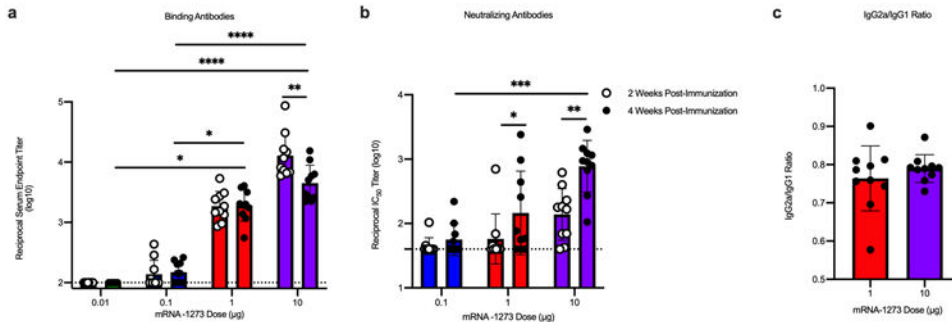 a
Binding Antibodies
****
****
**
*
*
Reciprocal Serum Endpoint Titer
(log10)
5
4
3
2
0.01
0.1
1
10
mRNA-1273 Dose (µg)
b
Neutralizing Antibodies
***
*
**
2 Weeks Post-Immunization
4 Weeks Post-Immunization
Reciprocal IC50 Titer (log10)
4
3
2
1
0.1
1
10
mRNA -1273 Dose (µg)
c
IgG2a/IgG1 Ratio
IgG2a/IgG1 Ratio
1.0
0.9
0.8
0.7
0.6
0.5
1
10
mRNA-1273 Dose (µg)